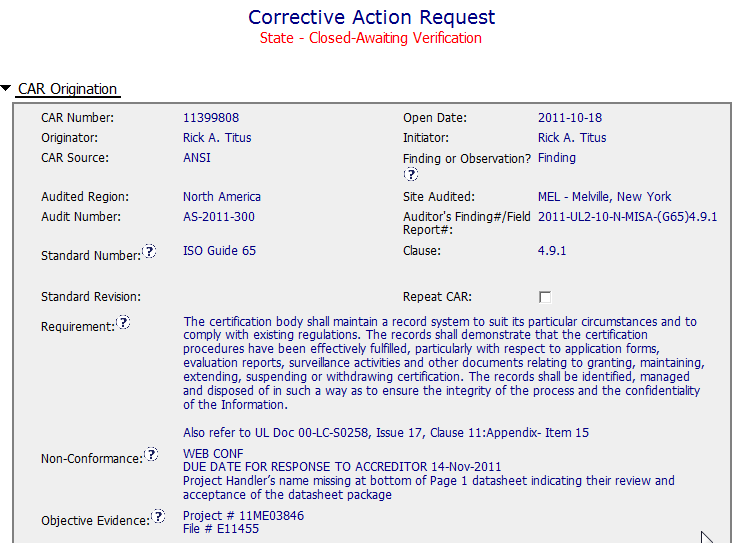 Corrective Action Request
State - Closed-Awaiting Verification
CAR Origination
CAR Number: 11399808 Open Date: 2011-10-18
Originator: Rick A. Titus Initiator: Rick A. Titus
CAR Source: ANSI Finding or Observation? Finding
?
Audited Region: North America Site Audited: MEL - Melville, New York
Audit Number: AS-2011-300 Auditor's Finding#/Field 2011-UL2-10-N-MISA-(G65)4.9.1
Report#:
Standard Number: ? ISO Guide 65 Clause: 4.9.1
Standard Revision: Repeat CAR:
Requirement: ? The certification body shall maintain a record system to suit its particular circumstances and to
comply with existing regulations. The records shall demonstrate that the certification
procedures have been effectively fulfilled, particularly with respect to application forms,
evaluation reports, surveillance activities and other documents relating to granting, maintaining,
extending, suspending or withdrawing certification. The records shall be identified, managed
and disposed of in such a way as to ensure the integrity of the process and the confidentiality
of the Information.
Also refer to UL Doc 00-LC-S0258, Issue 17, Clause 11:Appendix- Item 15
Non-Conformance: ? WEB CONF
DUE DATE FOR RESPONSE TO ACCREDITOR 14-Nov-2011
Project Handler's name missing at bottom of Page 1 datasheet indicating their review and
acceptance of the datasheet package
Objective Evidence: ? Project # 11ME03846
File # E11455